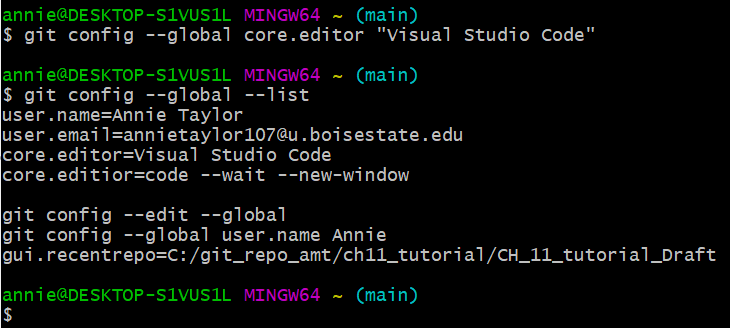 annie@DESKTOP-S1VUS1L MINGW64 ~ (main)
$ git config --global core.editor "Visual Studio Code"

annie@DESKTOP-S1VUS1L MINGW64 ~ (main)
$ git config --global --list
user.name=Annie Taylor
user.email=annietaylor107@u.boisestate.edu
core.editor=Visual Studio Code
core.editior=code --wait --new-window

git config --edit --global
git config --global user.name Annie
gui.recentrepo=C:/git_repo_amt/ch11_tutorial/CH_11_tutorial_Draft

annie@DESKTOP-S1VUS1L MINGW64 ~ (main)
$